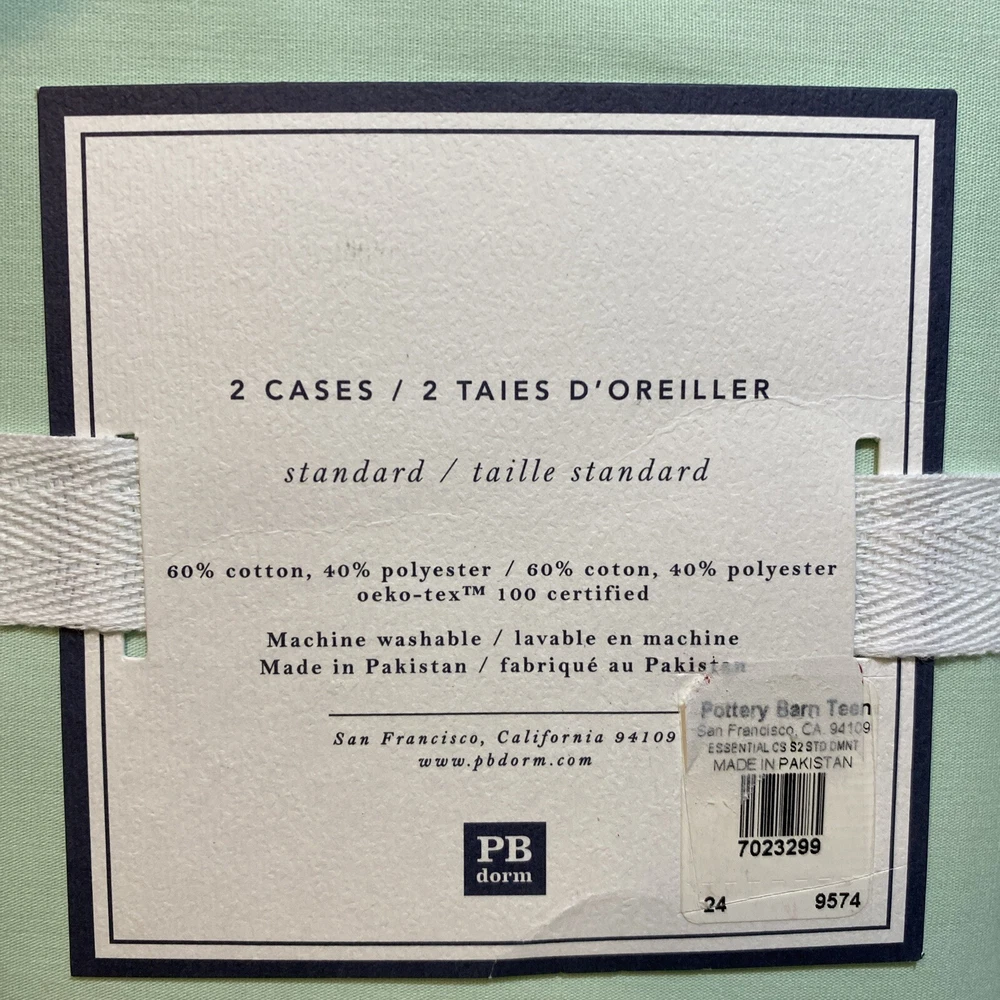 2 CASES / 2 TAIES D'OREILLER
standard / taille standard
60% cotton, 40% polyester / 60% coton, 40% polyester
oeko-tex™ 100 certified
Machine washable / lavable en machine
Made in Pakistan / fabriqué au Pakistan
San Francisco, California 94109
www.pbdorm.com
PB
dorm
Pottery Barn Teen
San Francisco, CA. 94109
ESSENTIAL CS S2 STD DMNT
MADE IN PAKISTAN
7023299
24 9574